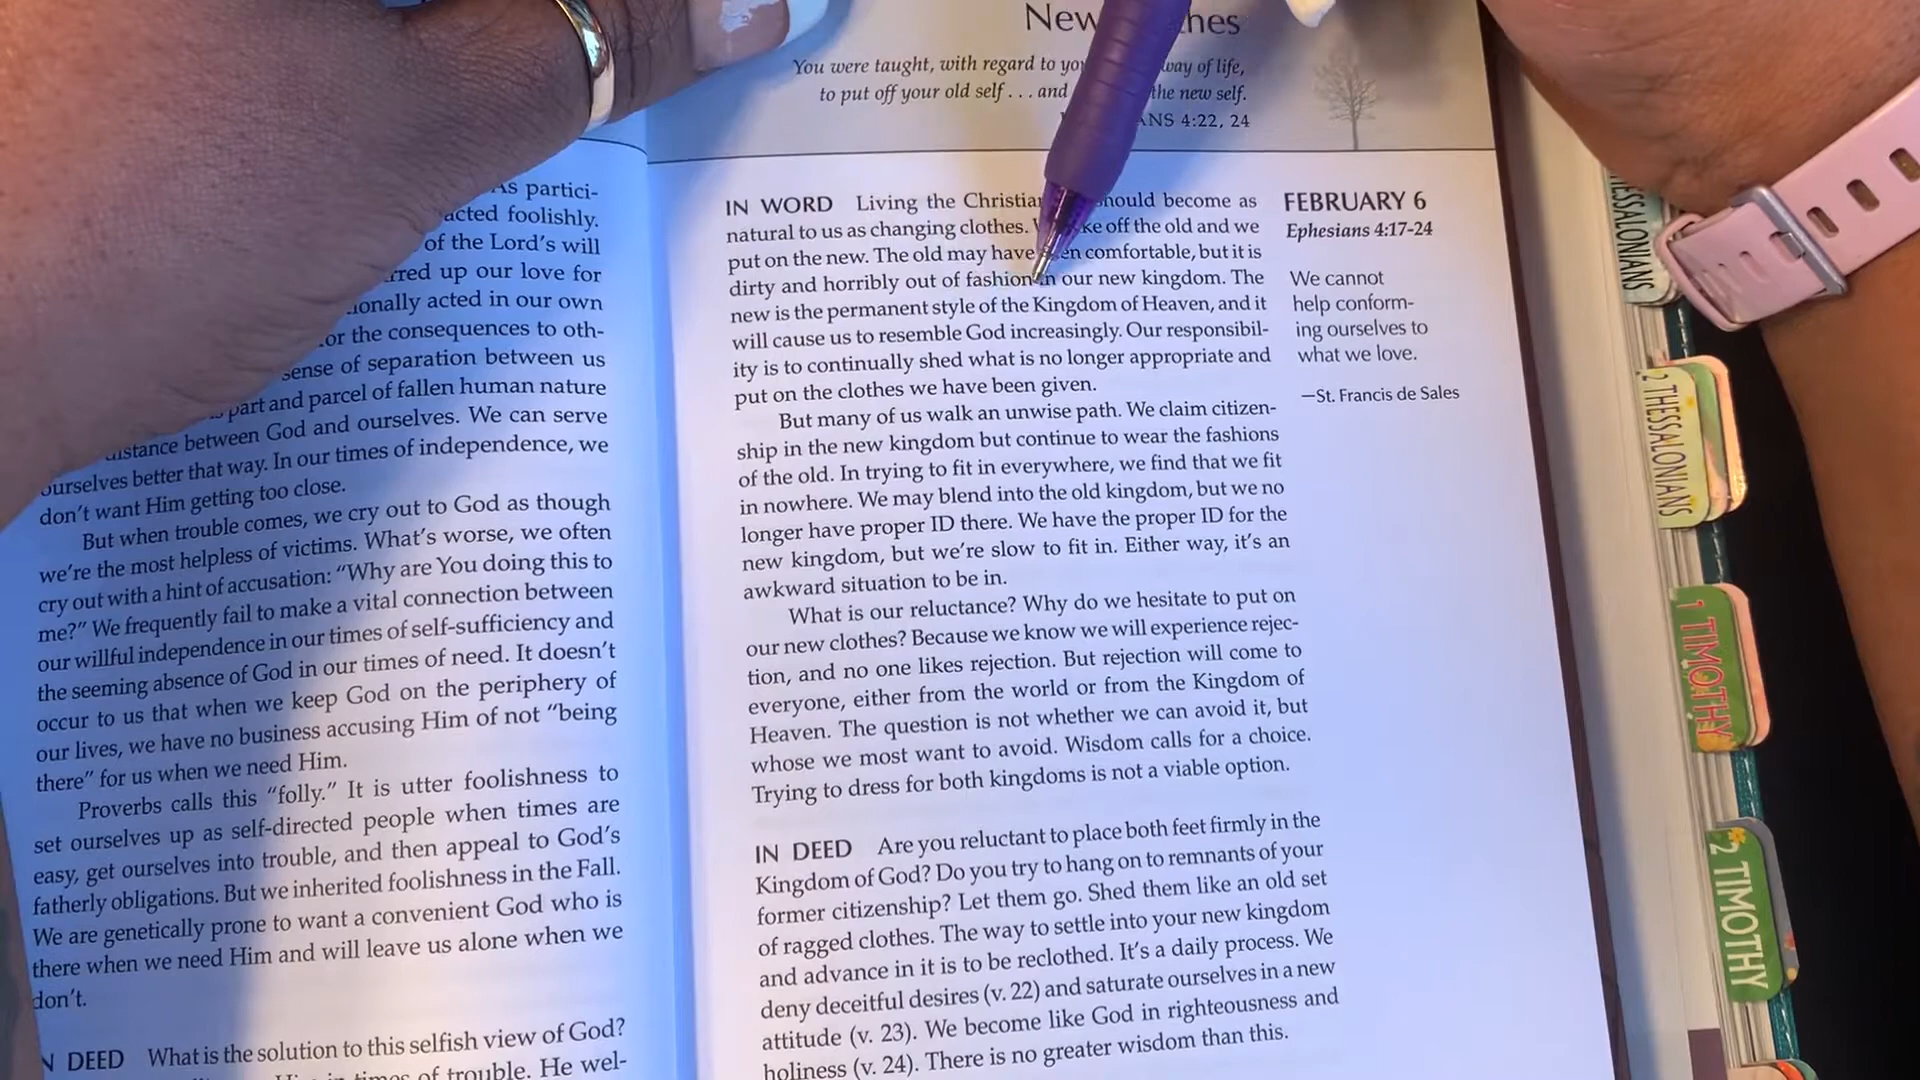 As partici-
acted foolishly.
of the Lord's will
rred up our love for
ionally acted in our own
or the consequences to oth-
sense of separation between us
part and parcel of fallen human nature
distance between God and ourselves. We can serve
ourselves better that way. In our times of independence, we
don't want Him getting too close.
But when trouble comes, we cry out to God as though
we're the most helpless of victims. What's worse, we often
cry out with a hint of accusation: "Why are You doing this to
me?" We frequently fail to make a vital connection between
our willful independence in our times of self-sufficiency and
the seeming absence of God in our times of need. It doesn't
occur to us that when we keep God on the periphery of
our lives, we have no business accusing Him of not "being
there" for us when we need Him.
Proverbs calls this "folly." It is utter foolishness to
set ourselves up as self-directed people when times are
easy, get ourselves into trouble, and then appeal to God's
fatherly obligations. But we inherited foolishness in the Fall.
We are genetically prone to want a convenient God who is
there when we need Him and will leave us alone when we
don't.
DEED What is the solution to this selfish view of God?
of trouble. He wel-
New hes
You were taught, with regard to way of life,
to put off your old self . . . and the new self.
ANS 4:22, 24
IN WORD Living the Christian should become as
natural to us as changing clothes. ke off the old and we
put on the new. The old may have en comfortable, but it is
dirty and horribly out of fashion in our new kingdom. The
new is the permanent style of the Kingdom of Heaven, and it
will cause us to resemble God increasingly. Our responsibil-
ity is to continually shed what is no longer appropriate and
put on the clothes we have been given.
But many of us walk an unwise path. We claim citizen-
ship in the new kingdom but continue to wear the fashions
of the old. In trying to fit in everywhere, we find that we fit
in nowhere. We may blend into the old kingdom, but we no
longer have proper ID there. We have the proper ID for the
new kingdom, but we're slow to fit in. Either way, it's an
awkward situation to be in.
What is our reluctance? Why do we hesitate to put on
our new clothes? Because we know we will experience rejec-
tion, and no one likes rejection. But rejection will come to
everyone, either from the world or from the Kingdom of
Heaven. The question is not whether we can avoid it, but
whose we most want to avoid. Wisdom calls for a choice.
Trying to dress for both kingdoms is not a viable option.
IN DEED Are you reluctant to place both feet firmly in the
Kingdom of God? Do you try to hang on to remnants of your
former citizenship? Let them go. Shed them like an old set
of ragged clothes. The way to settle into your new kingdom
and advance in it is to be reclothed. It's a daily process. We
deny deceitful desires (v. 22) and saturate ourselves in a new
attitude (v. 23). We become like God in righteousness and
holiness (v. 24). There is no greater wisdom than this.
FEBRUARY 6
Ephesians 4:17-24
We cannot
help conform-
ing ourselves to
what we love.
—St. Francis de Sales
ESSALONIANS
2 THESSALONIANS
1 TIMOTHY
2 TIMOTHY